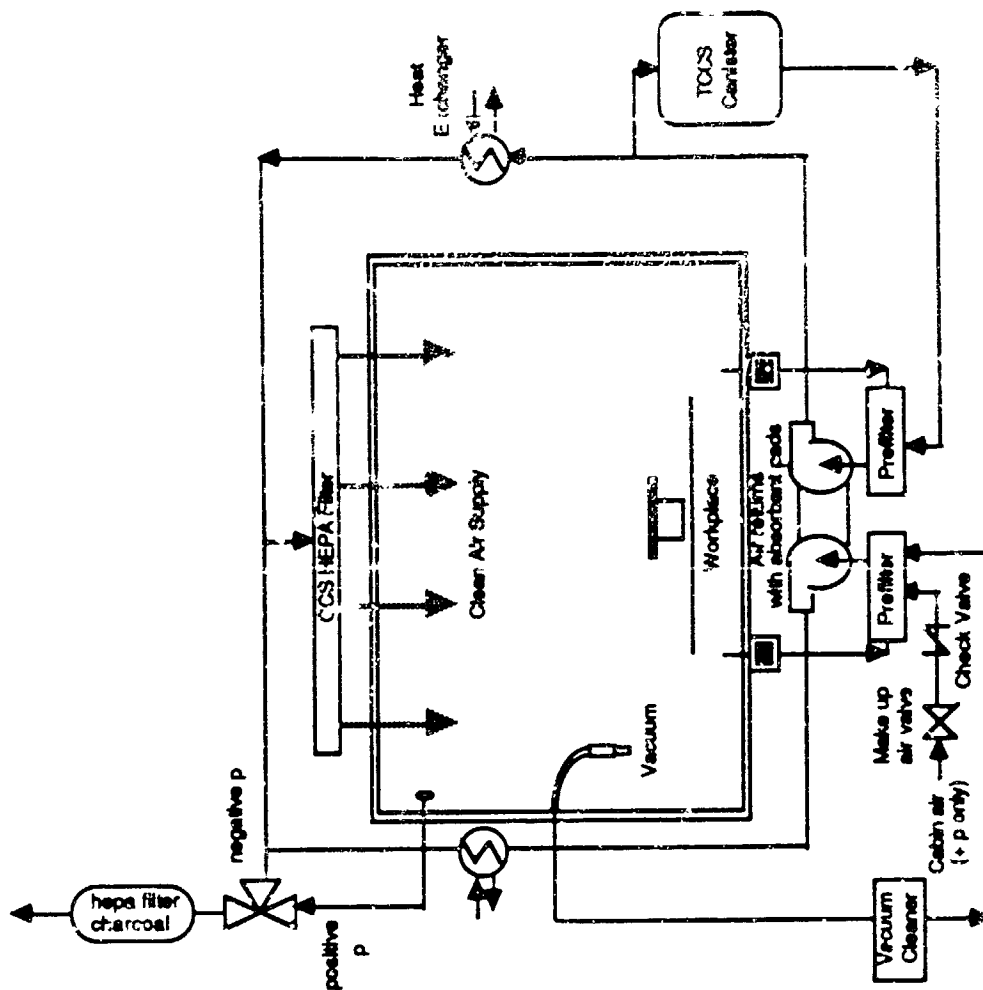 hepa filter
charcoal
positive
p
negative p
CCS HEPA Filter
Clean Air Supply
Heat
Exchanger
TCCS
Canister
Vacuum
Workplace
Air returns
with absorbent pads
Prefilter
Prefilter
Make up
air valve
Check Valve
Cabin air
(+ p only)
Vacuum
Cleaner